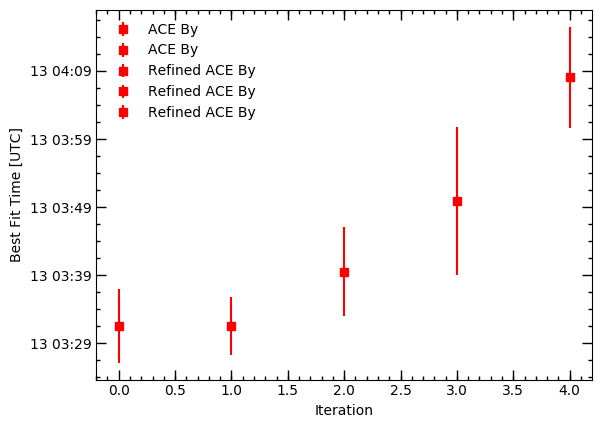 ACE By
ACE By
Refined ACE By
Refined ACE By
Refined ACE By
13 04:09
13 03:59
13 03:49
13 03:39
13 03:29
Best Fit Time [UTC]
0.0 0.5 1.0 1.5 2.0 2.5 3.0 3.5 4.0
Iteration